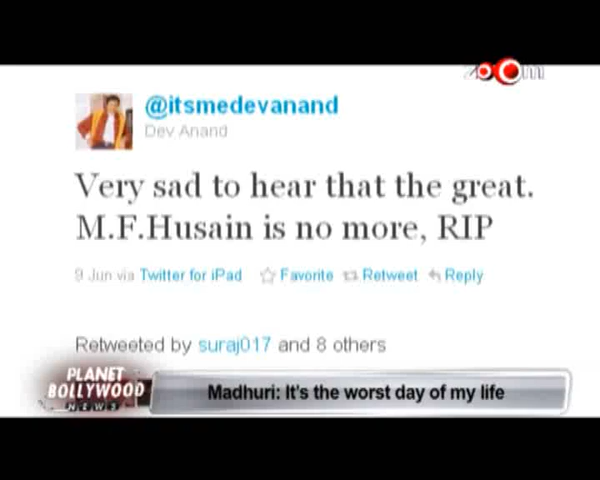 zoom
@itsmedevanand
Dev Anand
Very sad to hear that the great.
M.F.Husain is no more, RIP
9 Jun via Twitter for iPad Favorite Retweet Reply
Retweeted by suraj017 and 8 others
PLANET
BOLLYWOOD
NEWS
Madhuri: It's the worst day of my life